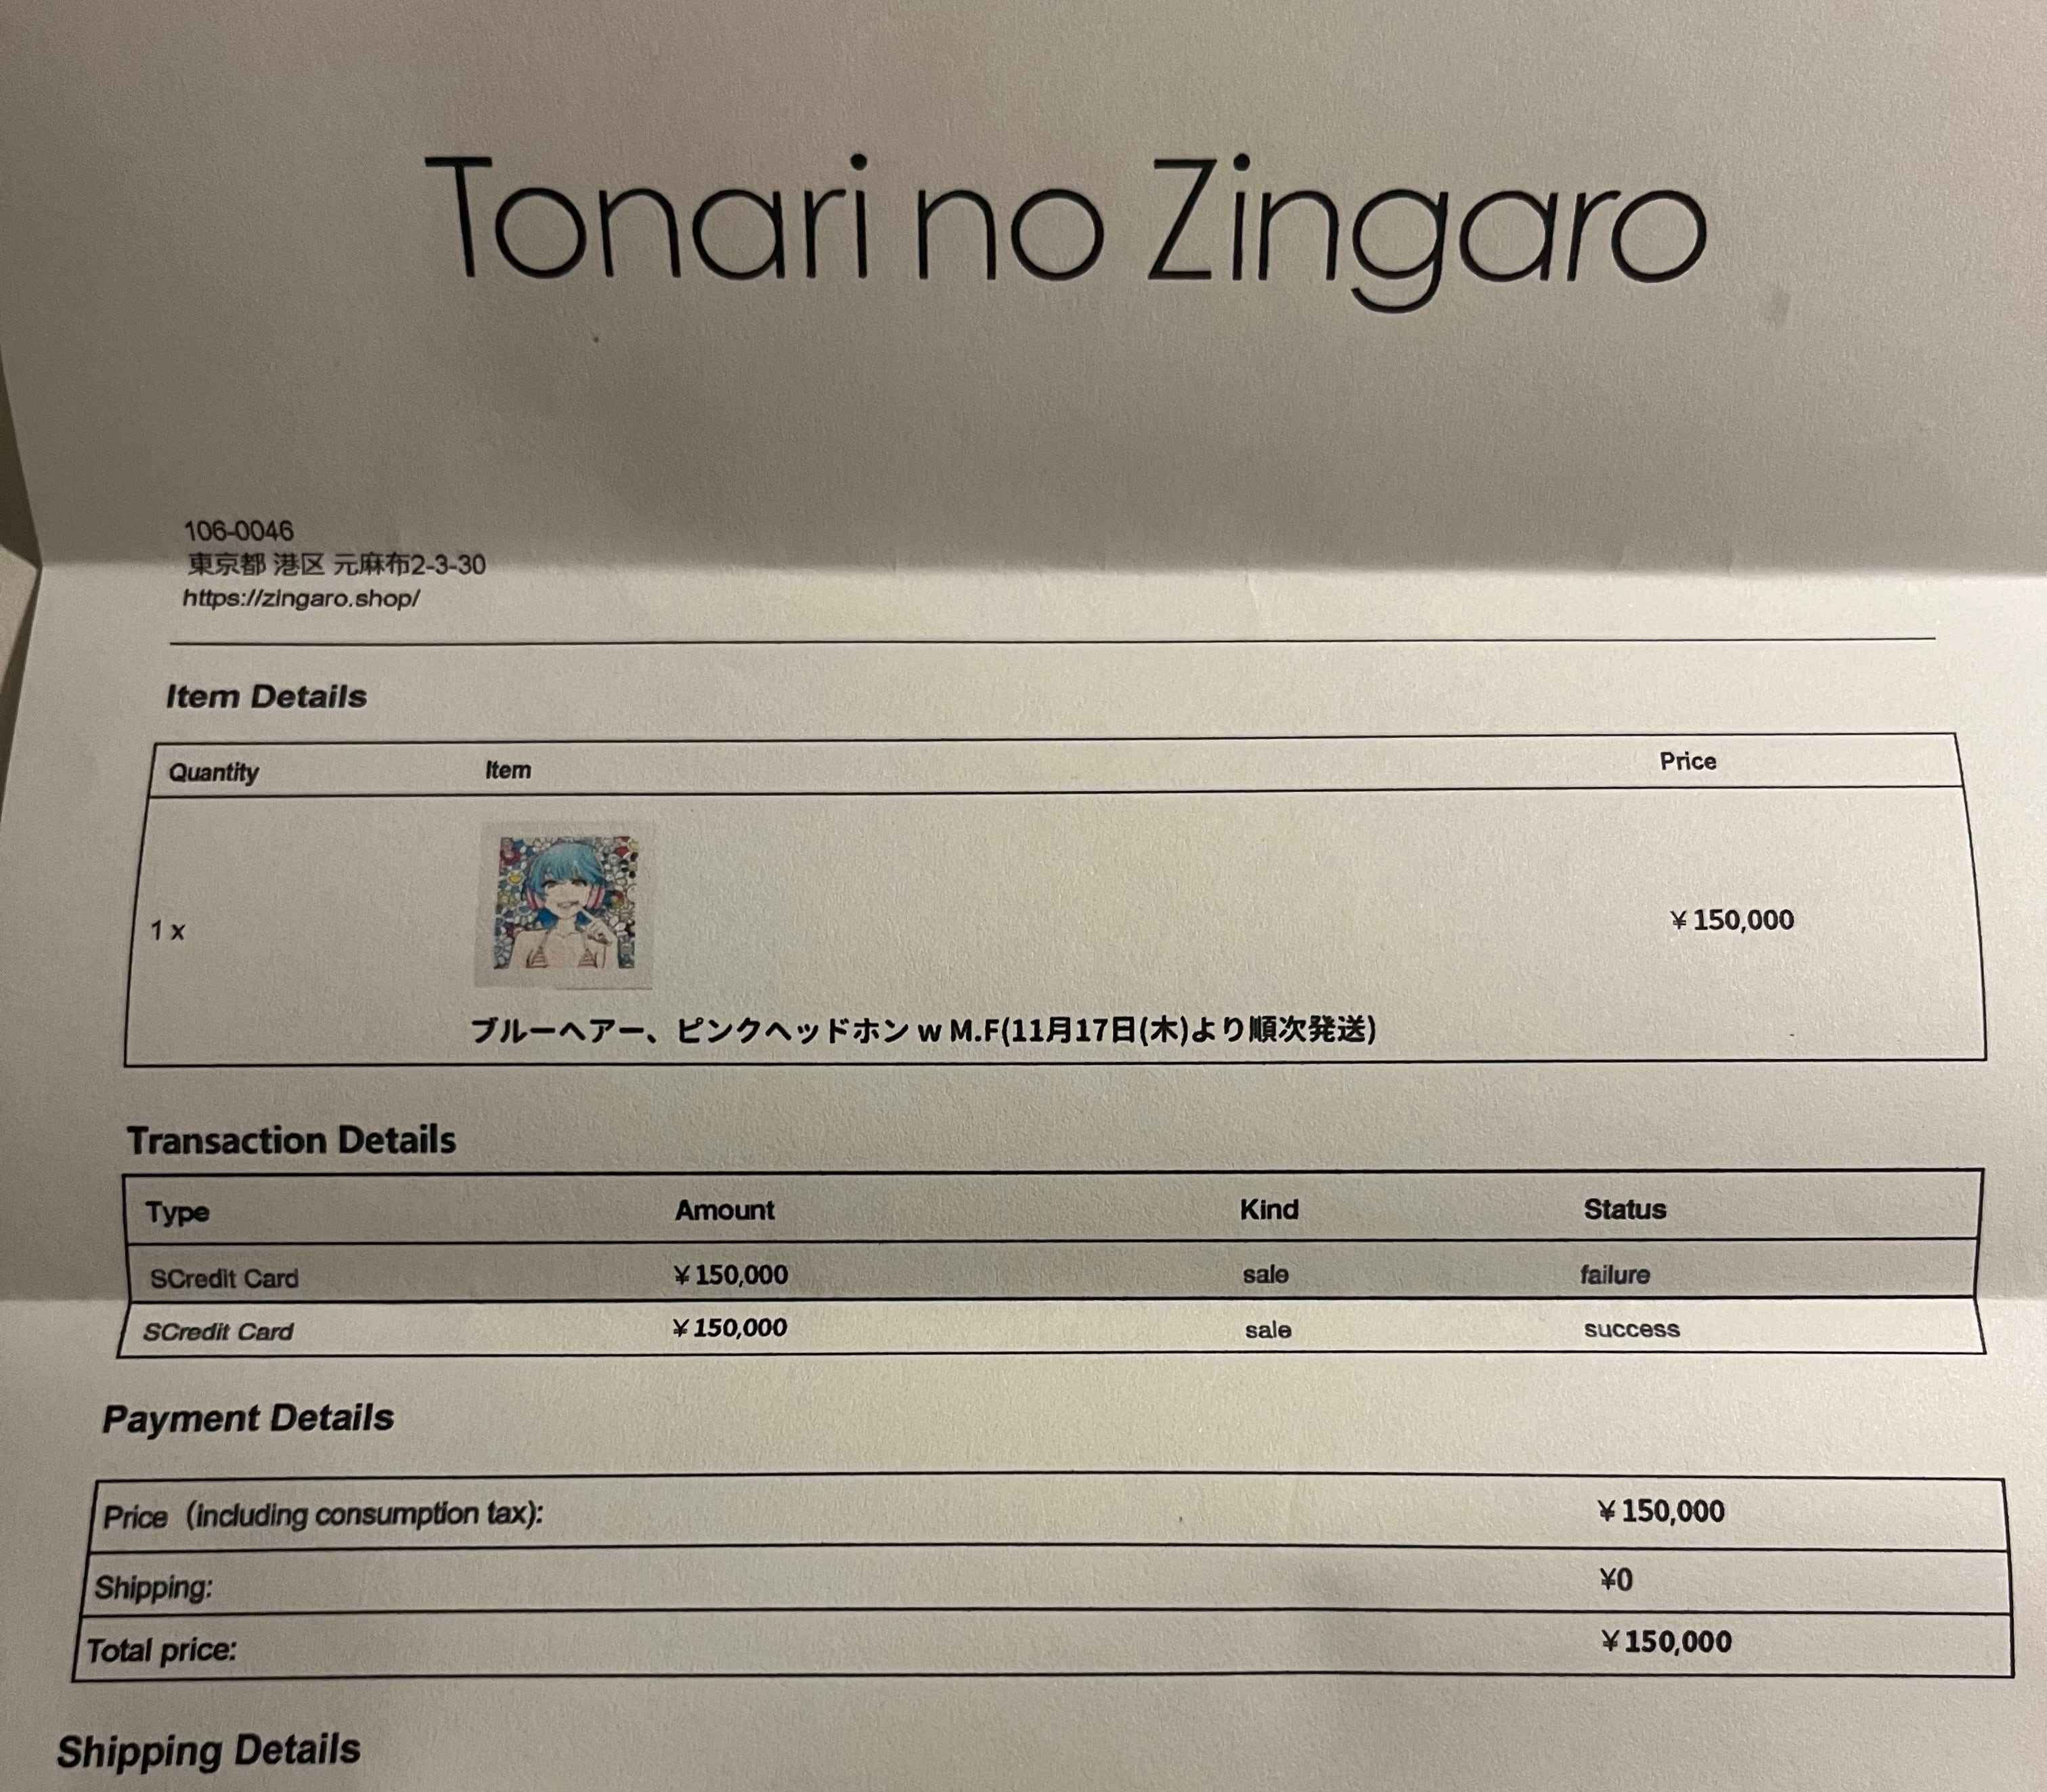 Tonari no Zingaro
106-0046
東京都 港区 元麻布2-3-30
https://zingaro.shop/
Item Details
Quantity Item Price
1 x ¥150,000
ブルーヘアー、ピンクヘッドホン w M.F(11月17日(木)より順次発送)
Transaction Details
Type Amount Kind Status
SCredit Card ¥150,000 sale failure
SCredit Card ¥150,000 sale success
Payment Details
Price（including consumption tax): ¥150,000
Shipping: ¥0
Total price: ¥150,000
Shipping Details